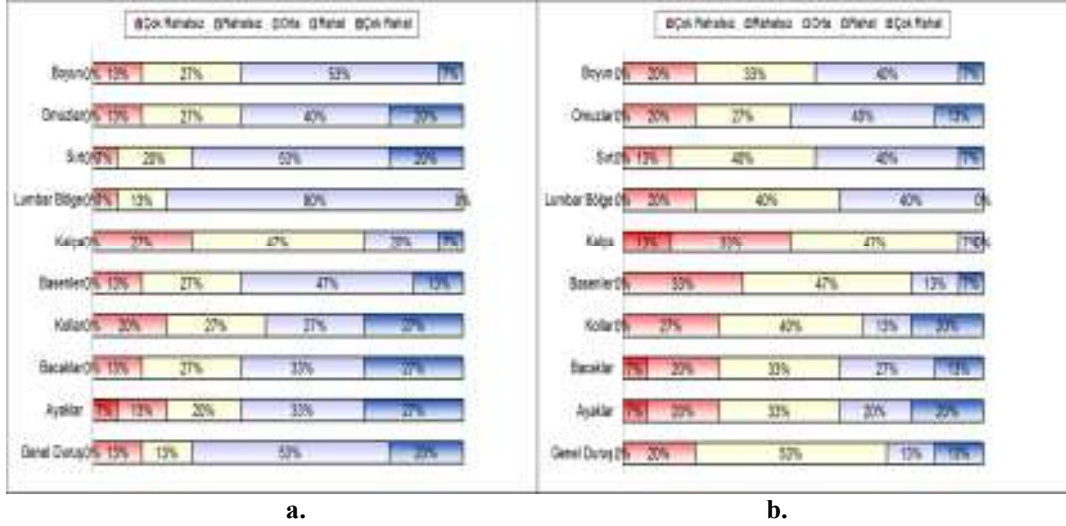 Çok Rahatsız Rahatsız Orta Rahat Çok Rahat
Boyun 0% 13% 27% 53% 7%
Omuzlar 0% 13% 27% 40% 20%
Sırt 0% 7% 20% 53% 20%
Lumbar Bölge 0% 7% 13% 80% 0%
Kalça 0% 27% 47% 20% 7%
Basenler 0% 13% 27% 47% 13%
Kollar 0% 20% 27% 27% 27%
Bacaklar 0% 13% 27% 33% 27%
Ayaklar 7% 13% 20% 33% 27%
Genel Duruş 0% 13% 13% 53% 20%
a.
Çok Rahatsız Rahatsız Orta Rahat Çok Rahat
Boyun 0% 20% 33% 40% 7%
Omuzlar 0% 20% 27% 40% 13%
Sırt 0% 13% 40% 40% 7%
Lumbar Bölge 0% 20% 40% 40% 0%
Kalça 13% 33% 47% 7% 0%
Basenler 0% 33% 47% 13% 7%
Kollar 0% 27% 40% 13% 20%
Bacaklar 7% 20% 33% 27% 13%
Ayaklar 7% 20% 33% 20% 20%
Genel Duruş 0% 20% 53% 13% 13%
b.